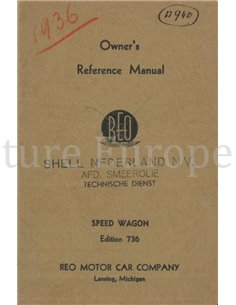 1936
17940
Owner's
Reference Manual
REO
SHELL NEDERLAND N.V.
AFD. SMEEROLIE
TECHNISCHE DIENST
SPEED WAGON
Edition 736
REO MOTOR CAR COMPANY
Lansing, Michigan